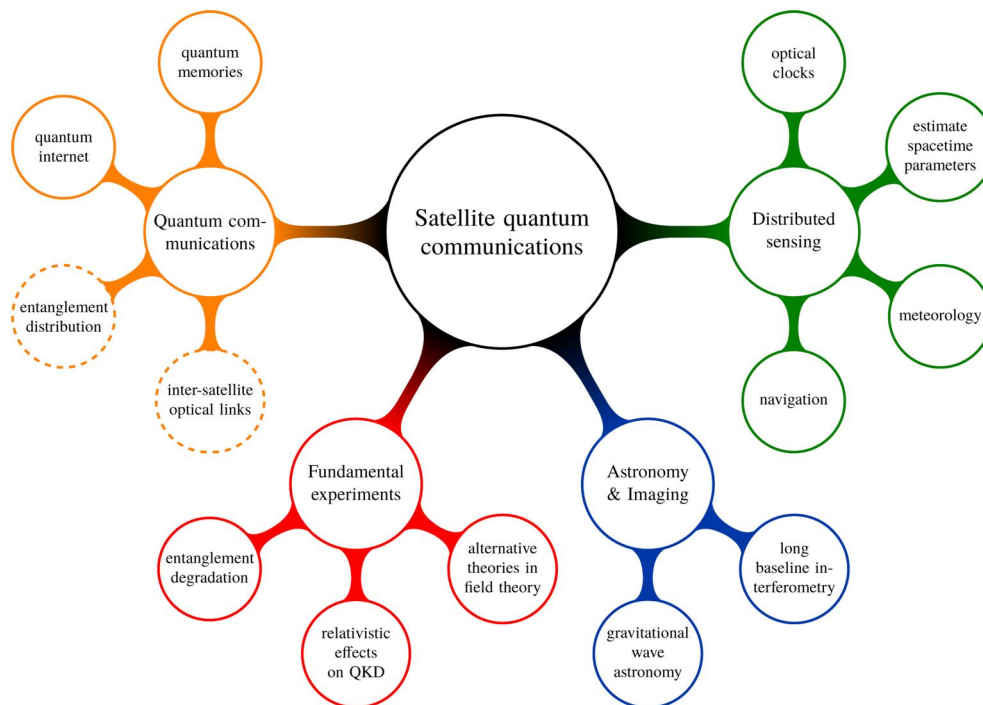 Satellite quantum
communications
Quantum com-
munications
quantum
memories
quantum
internet
entanglement
distribution
inter-satellite
optical links
Distributed
sensing
optical
clocks
estimate
spacetime
parameters
meteorology
navigation
Fundamental
experiments
entanglement
degradation
relativistic
effects
on QKD
alternative
theories in
field theory
Astronomy
& Imaging
gravitational
wave
astronomy
long
baseline in-
terferometry